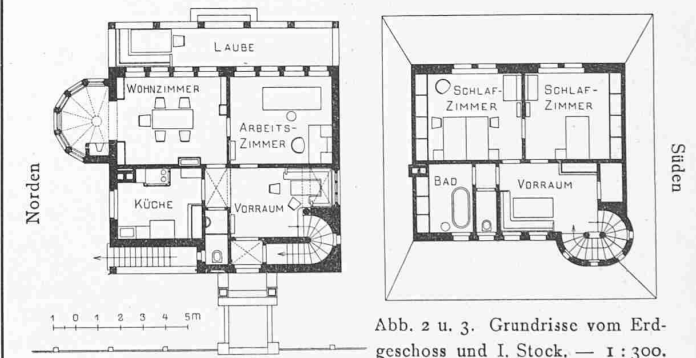 LAUBE
WOHNZIMMER
ARBEITS-
ZIMMER
KÜCHE
VORRAUM
SCHLAF-
ZIMMER
SCHLAF-
ZIMMER
BAD
VORRAUM
Norden
Süden
1 0 1 2 3 4 5m
Abb. 2 u. 3. Grundrisse vom Erd-
geschoss und I. Stock. — 1 : 300.